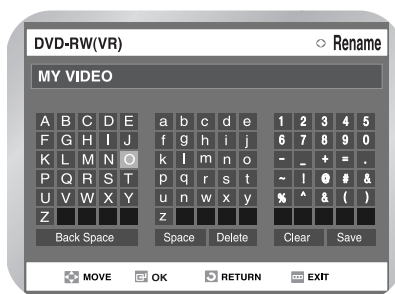 DVD-RW(VR) Rename
MY VIDEO
A B C D E a b c d e 1 2 3 4 5
F G H I J f g h i j 6 7 8 9 0
K L M N O k l m n o - _ + = .
P Q R S T p q r s t ~ ! @ # &
U V W X Y u n w x y % ^ & ( )
Z z
Back Space Space Delete Clear Save
MOVE OK RETURN EXIT